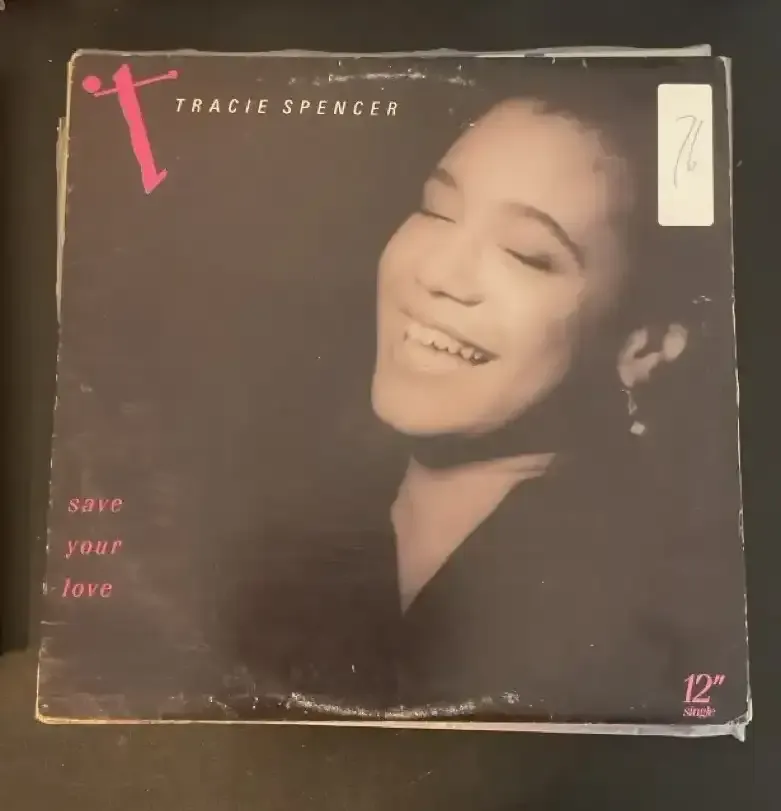 T
TRACIE SPENCER
76
save
your
love
12"
single